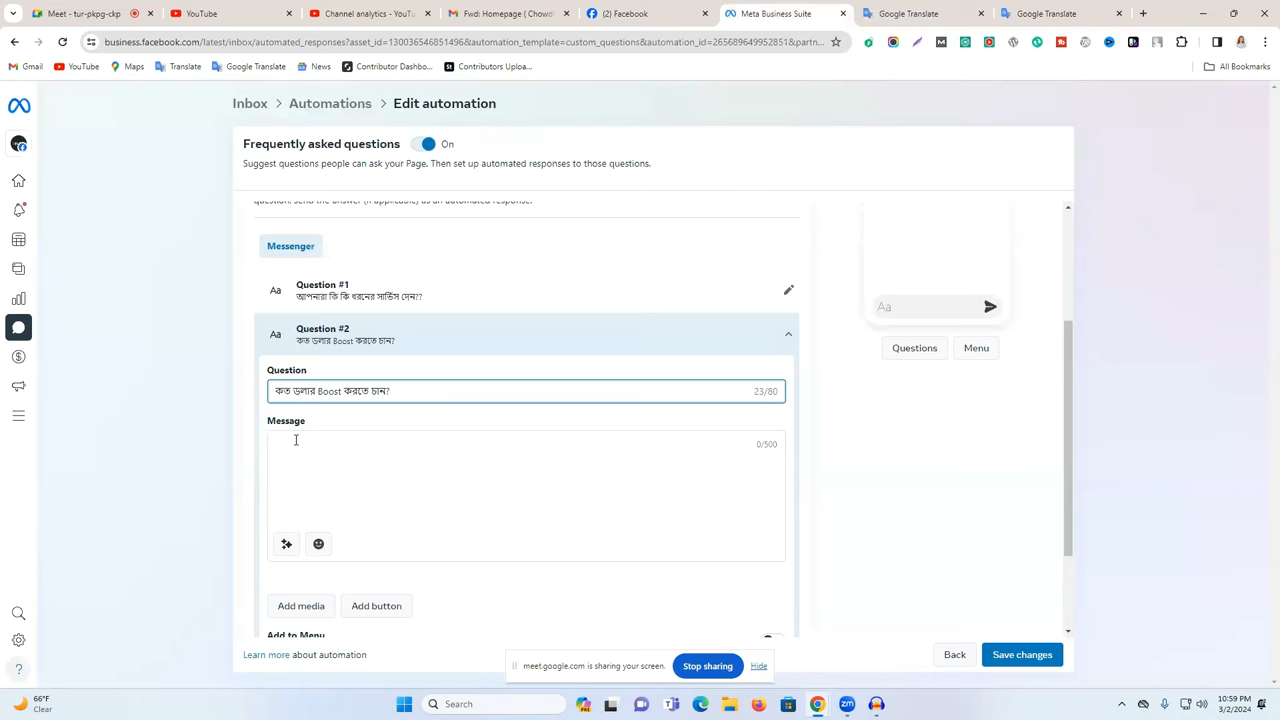 Meet - tur-pkpg-ckg
YouTube
Channel analytics - YouTu
Fwd: Homepage ( Chowdl
(2) Facebook
Meta Business Suite
Google Translate
Google Translate
business.facebook.com/latest/inbox/automated_responses?asset_id=130036546851496&automation_template=custom_questions&automation_id=265689649952851&partn...
Gmail
YouTube
Maps
Translate
Google Translate
News
Contributor Dashbo...
Contributors Uploa...
All Bookmarks
Inbox > Automations > Edit automation
Frequently asked questions On
Suggest questions people can ask your Page. Then set up automated responses to those questions.
question, send the answer (if applicable) as an automated response.
Messenger
Aa Question #1
আপনারা কি কি ধরনের সার্ভিস দেন??
Aa Question #2
কত ডলার Boost করতে চান?
Question
কত ডলার Boost করতে চান? 23/80
Message
0/500
Add media
Add button
Add to Menu
Aa
Questions
Menu
Learn more about automation
Back
Save changes
meet.google.com is sharing your screen.
Stop sharing
Hide
66°F
Clear
Search
10:59 PM
3/2/2024